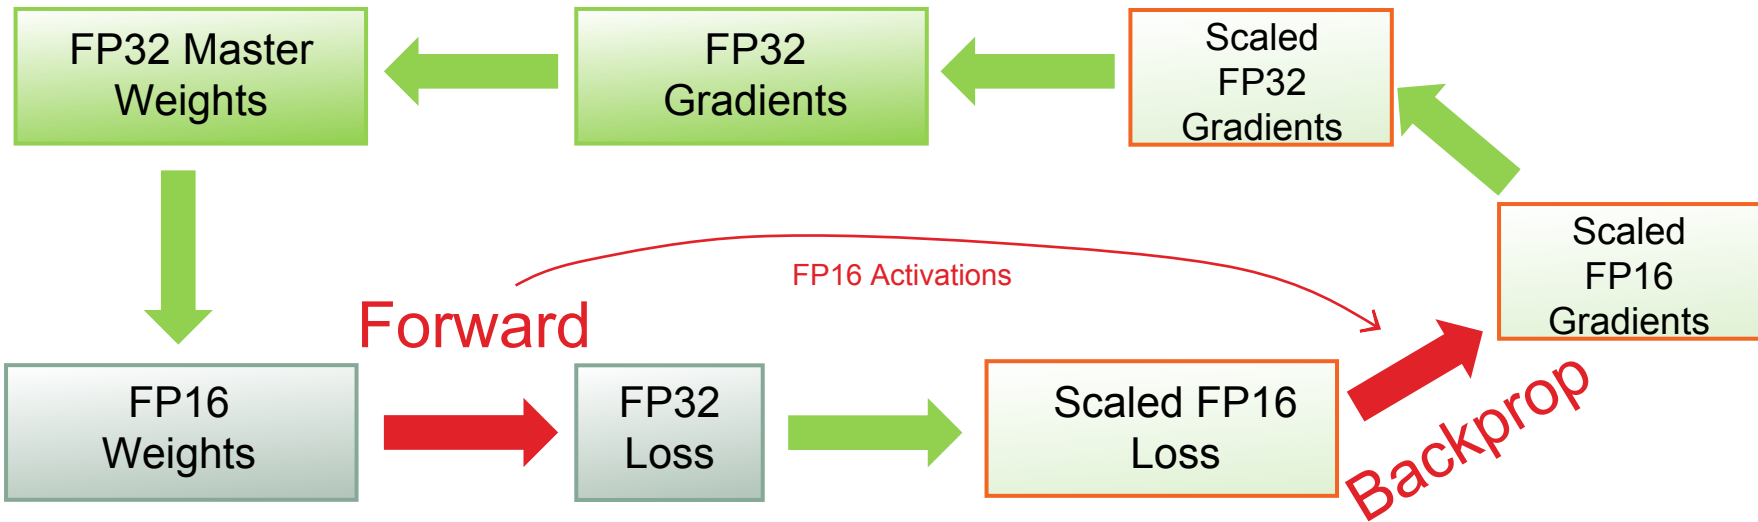 FP32 Master
Weights
FP32
Gradients
Scaled
FP32
Gradients
Scaled
FP16
Gradients
FP16 Activations
Forward
FP16
Weights
FP32
Loss
Scaled FP16
Loss
Backprop